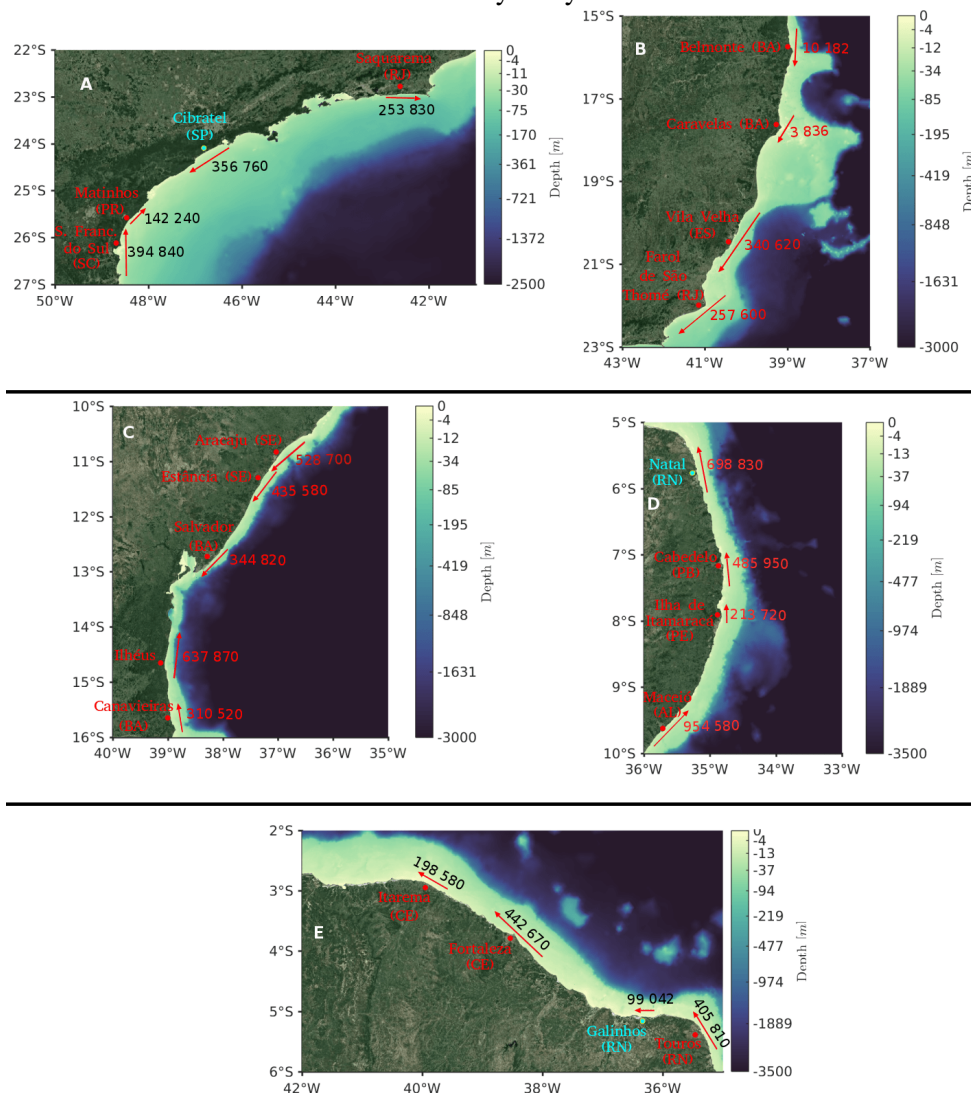 A
22°S
23°S
24°S
25°S
26°S
27°S
50°W 48°W 46°W 44°W 42°W
Saquarema
(RJ)
253 830
Cibratel
(SP)
356 760
Matinhos
(PR)
142 240
S. Franc.
do Sul
(SC)
394 840
0
-4
-11
-30
-75
-170
-361
-721
-1372
-2500
Depth [m]
B
15°S
17°S
19°S
21°S
23°S
43°W 41°W 39°W 37°W
Belmonte (BA)
10 182
Caravelas (BA)
3 836
Vila Velha
(ES)
340 620
Farol
de São
Thomé (RJ)
257 600
0
-4
-12
-34
-85
-195
-419
-848
-1631
-3000
Depth [m]
C
10°S
11°S
12°S
13°S
14°S
15°S
16°S
40°W 39°W 38°W 37°W 36°W 35°W
Aracaju (SE)
528 700
Estância (SE)
435 580
Salvador
(BA)
344 820
Ilhéus
637 870
Canavieiras
(BA)
310 520
0
-4
-12
-34
-85
-195
-419
-848
-1631
-3000
Depth [m]
D
5°S
6°S
7°S
8°S
9°S
10°S
36°W 35°W 34°W 33°W
Natal
(RN)
698 830
Cabedelo
(PB)
485 950
Ilha de
Itamaracá
(PE)
213 720
Maceió
(AL)
954 580
0
-4
-13
-37
-94
-219
-477
-974
-1889
-3500
Depth [m]
E
2°S
3°S
4°S
5°S
6°S
42°W 40°W 38°W 36°W
198 580
Itarema
(CE)
442 670
Fortaleza
(CE)
99 042
Galinhos
(RN)
405 810
Touros
(RN)
0
-4
-13
-37
-94
-219
-477
-974
-1889
-3500
Depth [m]